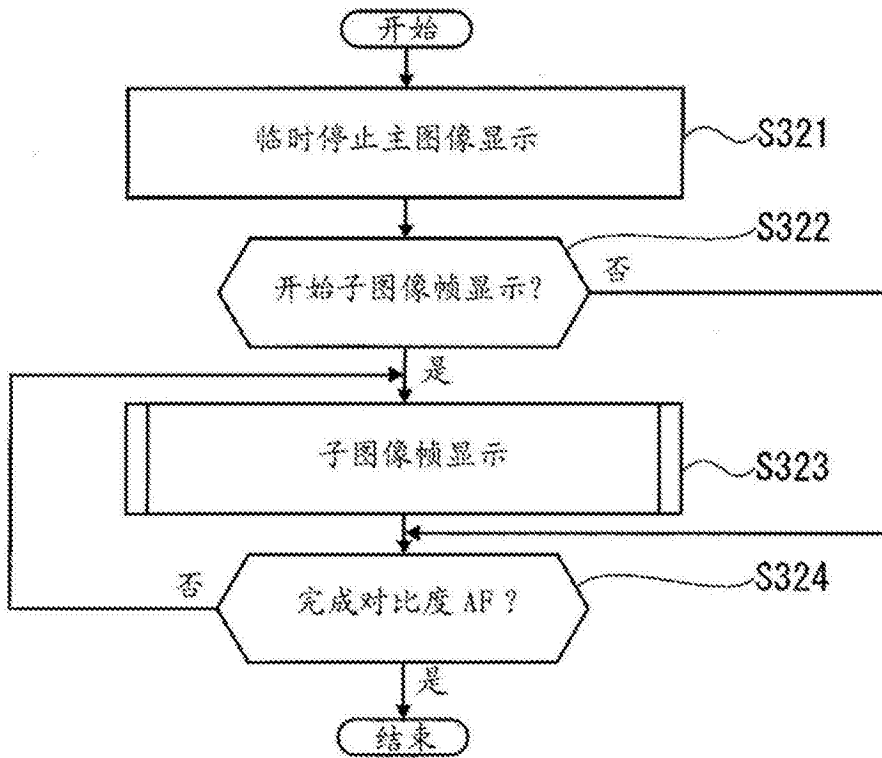 开始
临时停止主图像显示
S321
S322
开始子图像帧显示?
否
是
子图像帧显示
S323
否
完成对比度 AF ?
S324
是
结束